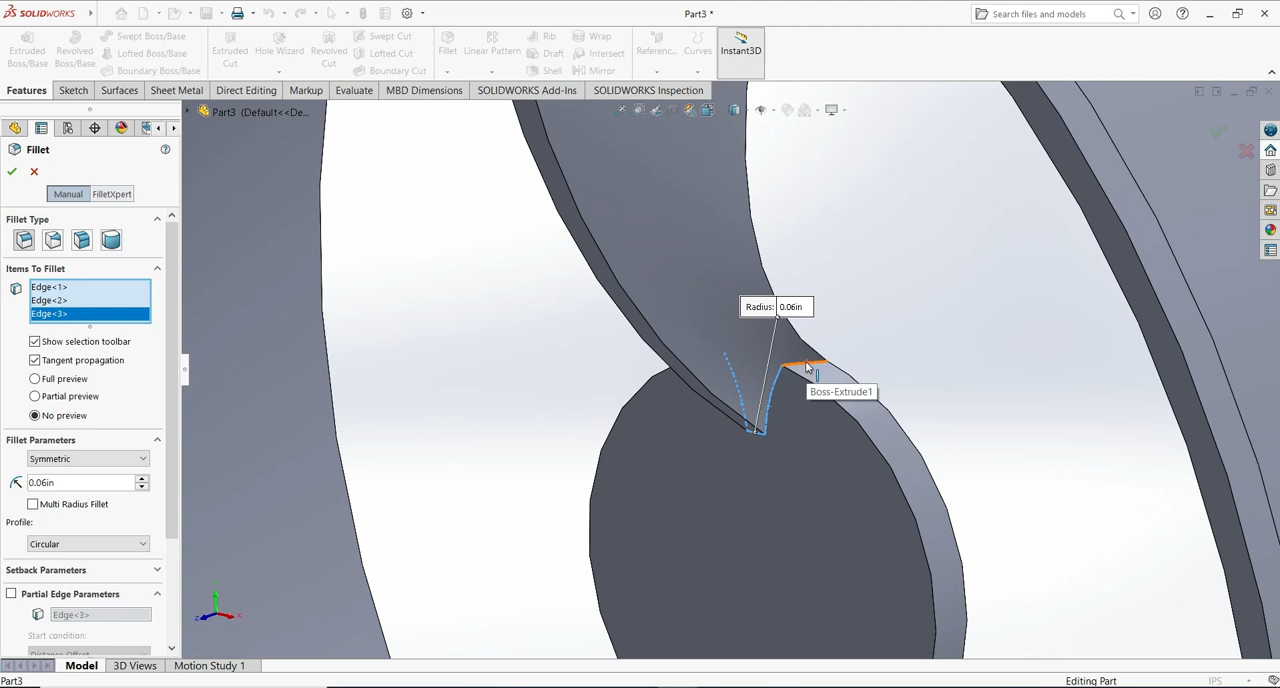 SOLIDWORKS
Part3 *
Search files and models
Extruded Boss/Base
Revolved Boss/Base
Swept Boss/Base
Lofted Boss/Base
Boundary Boss/Base
Extruded Cut
Hole Wizard
Revolved Cut
Swept Cut
Lofted Cut
Boundary Cut
Fillet
Linear Pattern
Rib
Draft
Shell
Wrap
Intersect
Mirror
Referenc...
Curves
Instant3D
Features
Sketch
Surfaces
Sheet Metal
Direct Editing
Markup
Evaluate
MBD Dimensions
SOLIDWORKS Add-Ins
SOLIDWORKS Inspection
Part3 (Default<<De...
Fillet
Manual
FilletXpert
Fillet Type
Items To Fillet
Edge<1>
Edge<2>
Edge<3>
Show selection toolbar
Tangent propagation
Full preview
Partial preview
No preview
Fillet Parameters
Symmetric
0.06in
Multi Radius Fillet
Profile:
Circular
Setback Parameters
Partial Edge Parameters
Edge<3>
Start condition:
Distance Offset
Radius: 0.06in
Boss-Extrude1
Y
X
Z
Model
3D Views
Motion Study 1
Part3
Editing Part
IPS